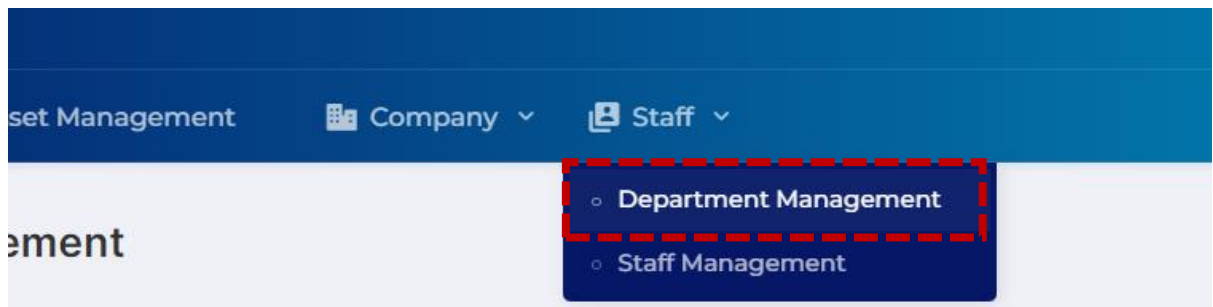 set Management Company Staff
Department Management
ement
Staff Management